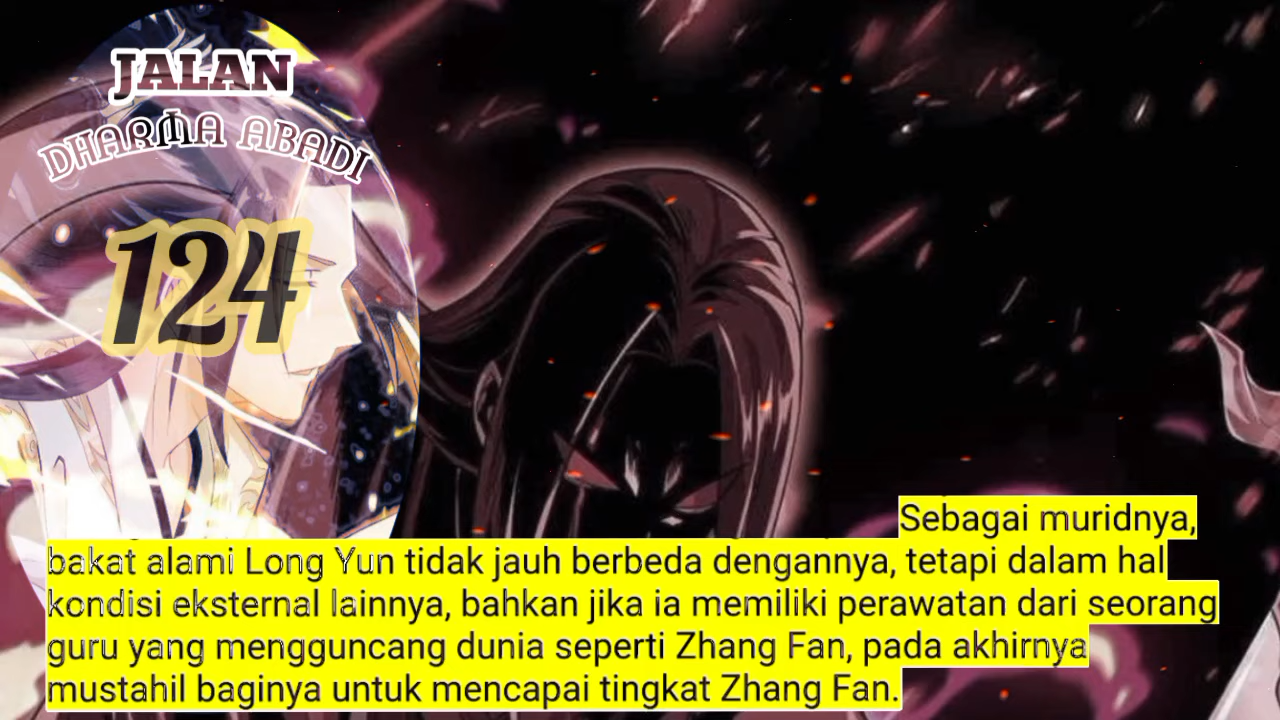 JALAN
DHARMA ABADI
124
Sebagai muridnya,
bakat alami Long Yun tidak jauh berbeda dengannya, tetapi dalam hal
kondisi eksternal lainnya, bahkan jika ia memiliki perawatan dari seorang
guru yang mengguncang dunia seperti Zhang Fan, pada akhirnya
mustahil baginya untuk mencapai tingkat Zhang Fan.